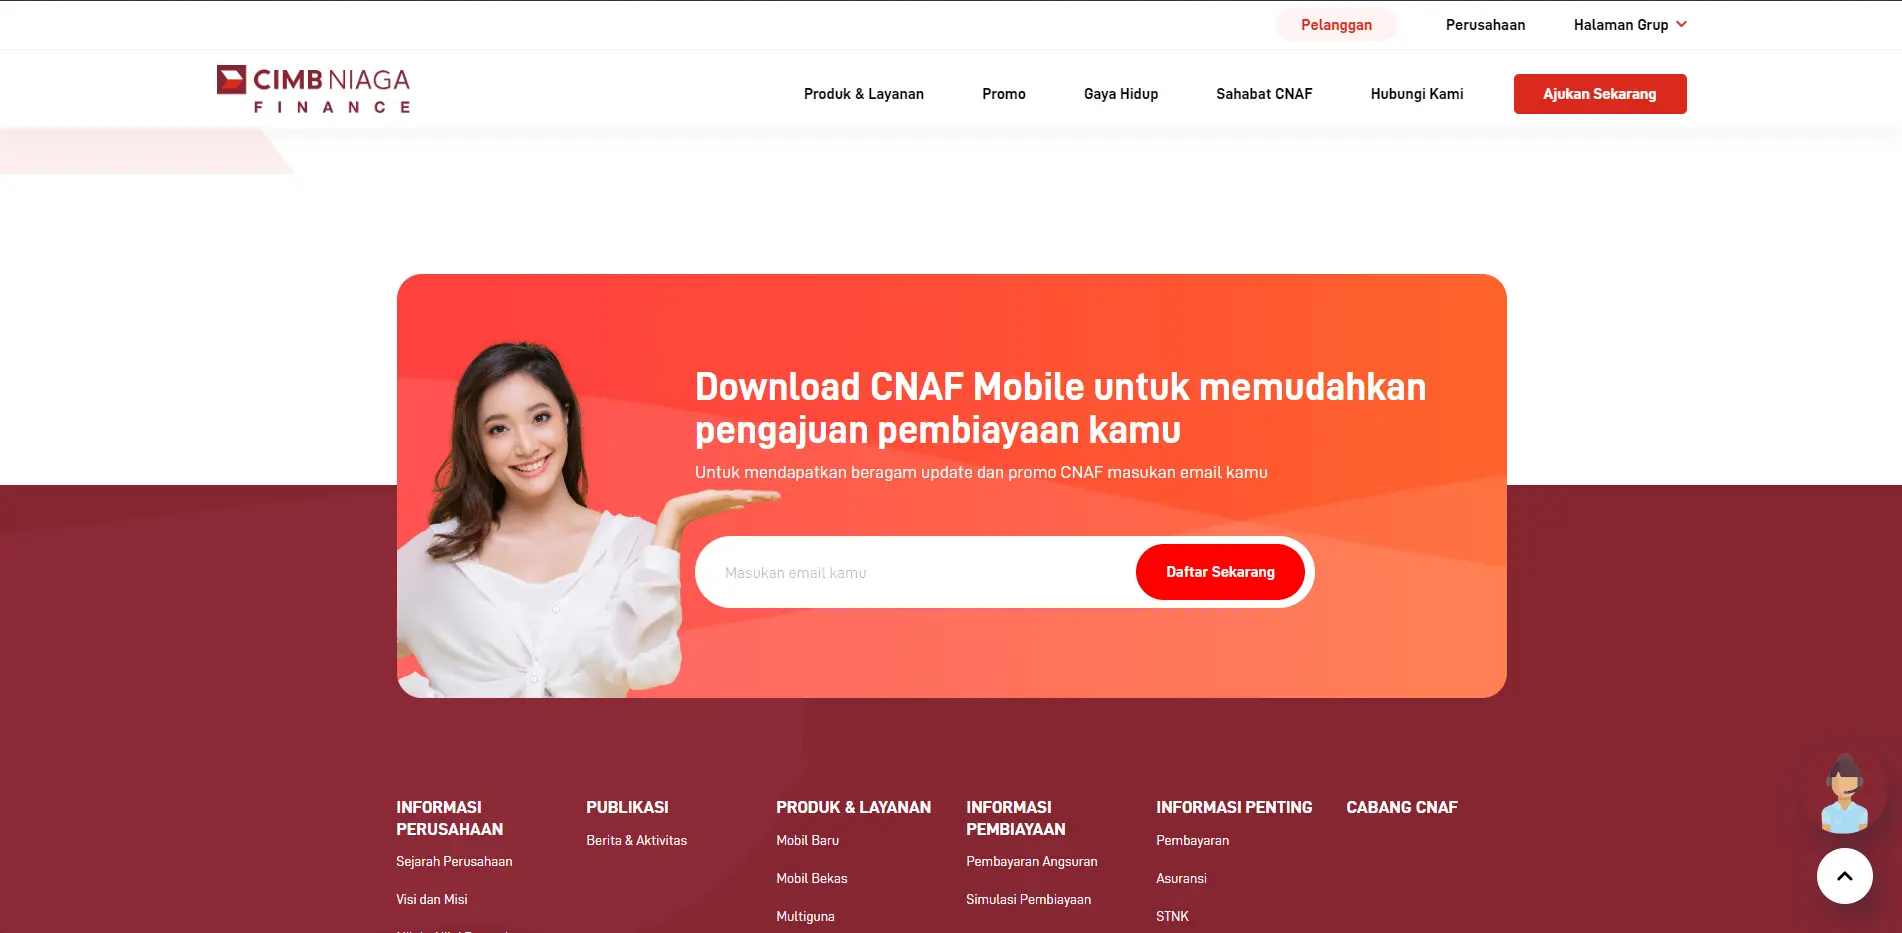 Pelanggan
Perusahaan
Halaman Grup
CIMB NIAGA
FINANCE
Produk & Layanan
Promo
Gaya Hidup
Sahabat CNAF
Hubungi Kami
Ajukan Sekarang
Download CNAF Mobile untuk memudahkan
pengajuan pembiayaan kamu
Untuk mendapatkan beragam update dan promo CNAF masukan email kamu
Masukan email kamu
Daftar Sekarang
INFORMASI
PERUSAHAAN
Sejarah Perusahaan
Visi dan Misi
PUBLIKASI
Berita & Aktivitas
PRODUK & LAYANAN
Mobil Baru
Mobil Bekas
Multiguna
INFORMASI
PEMBIAYAAN
Pembayaran Angsuran
Simulasi Pembiayaan
INFORMASI PENTING
Pembayaran
Asuransi
STNK
CABANG CNAF